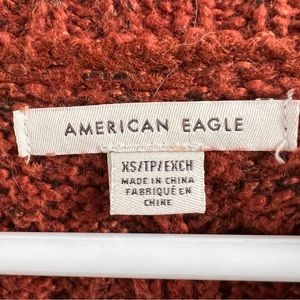 AMERICAN EAGLE
XS/TP/EXCH
MADE IN CHINA
FABRIQUÉ EN
CHINE